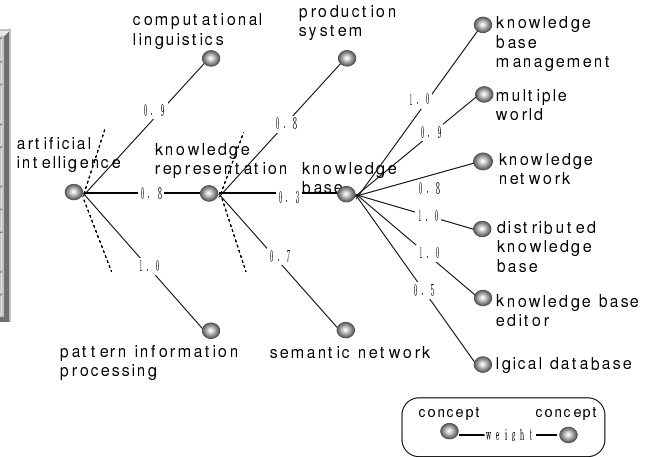 computational
linguistics
production
system
knowledge
base
management
1.0
0.9
multiple
world
0.9
0.8
artificial
intelligence
knowledge
representation
knowledge
base
knowledge
network
0.8
0.8
0.3
1.0
distributed
knowledge
base
1.0
0.7
1.0
0.5
knowledge base
editor
pattern information
processing
semantic network
lgical database
concept
concept
weight